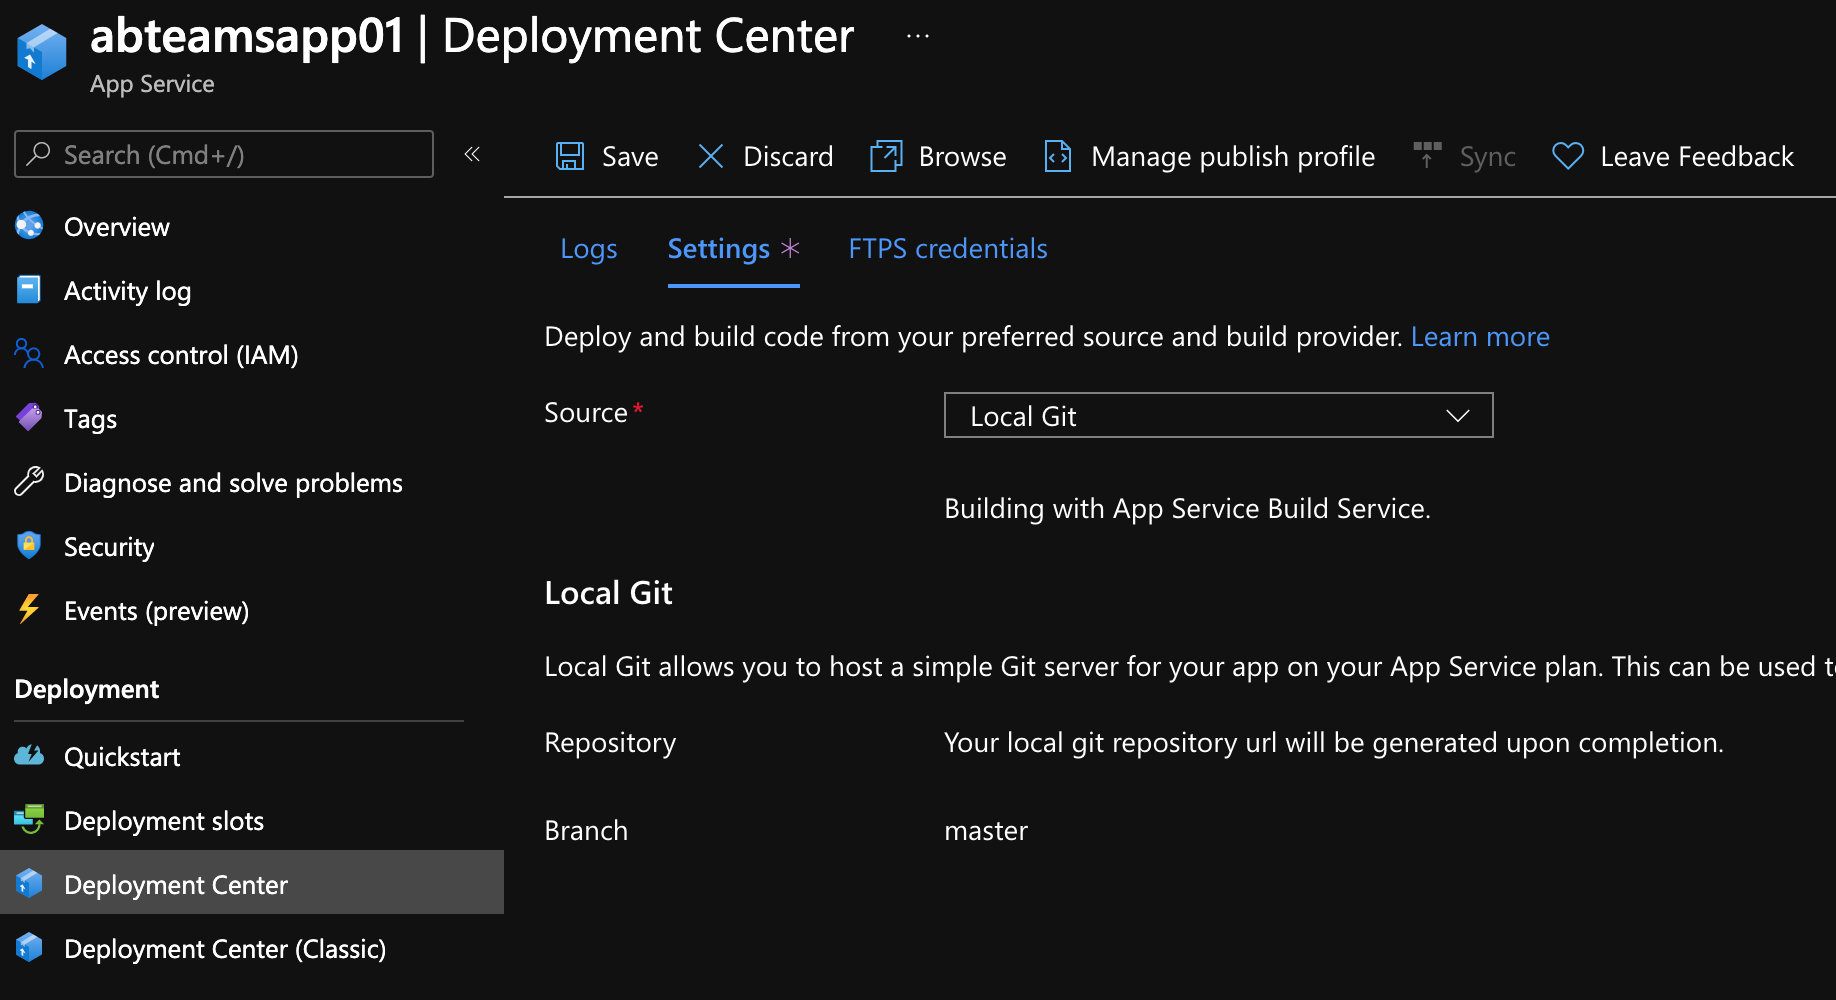 abteamsapp01 | Deployment Center ...
App Service
Search (Cmd+/) «
Save Discard Browse Manage publish profile Sync Leave Feedback
Overview
Activity log
Access control (IAM)
Tags
Diagnose and solve problems
Security
Events (preview)
Deployment
Quickstart
Deployment slots
Deployment Center
Deployment Center (Classic)
Logs Settings * FTPS credentials
Deploy and build code from your preferred source and build provider. Learn more
Source * Local Git
Building with App Service Build Service.
Local Git
Local Git allows you to host a simple Git server for your app on your App Service plan. This can be used
Repository Your local git repository url will be generated upon completion.
Branch master